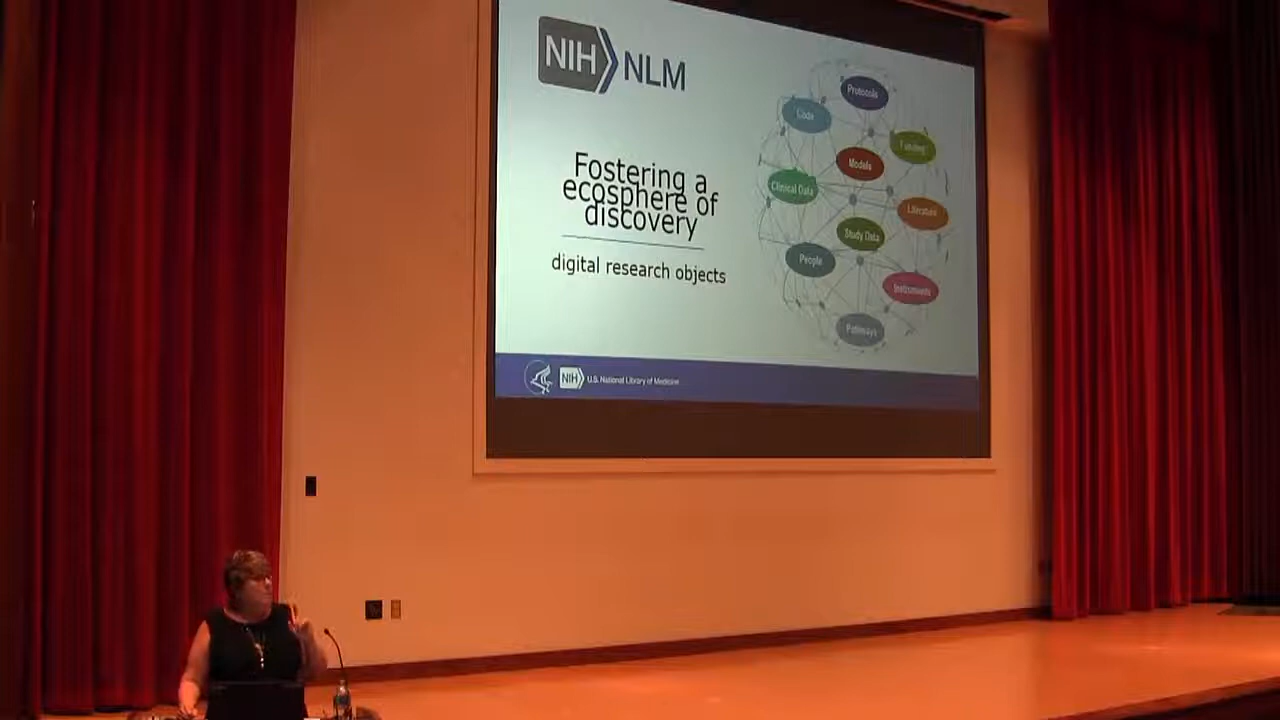 NIH NLM
Fostering a
ecosphere of
discovery
digital research objects
Protocols
Code
Funding
Models
Clinical Data
Literature
Study Data
People
Instruments
Pathways
NIH U.S. National Library of Medicine